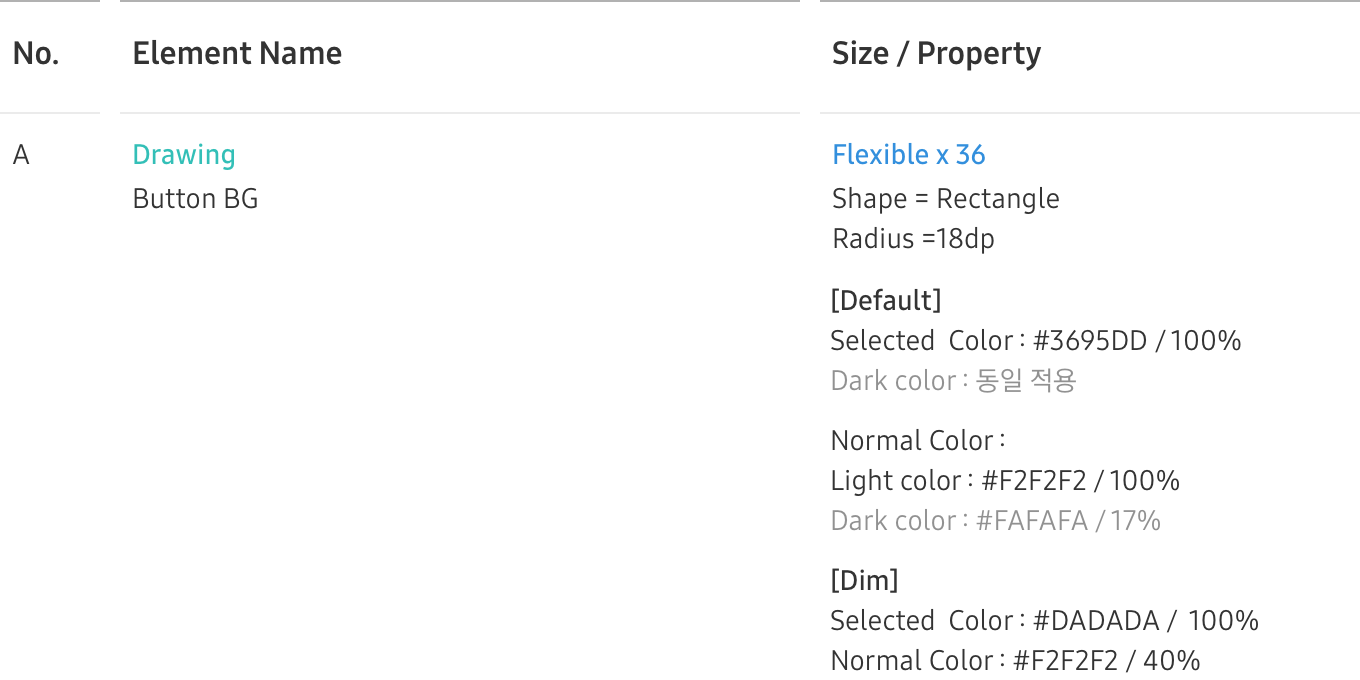 No. Element Name Size / Property
A Drawing Flexible x 36
Button BG Shape = Rectangle
Radius =18dp
[Default]
Selected Color : #3695DD / 100%
Dark color : 동일 적용
Normal Color :
Light color : #F2F2F2 / 100%
Dark color : #FAFAFA / 17%
[Dim]
Selected Color : #DADADA / 100%
Normal Color : #F2F2F2 / 40%